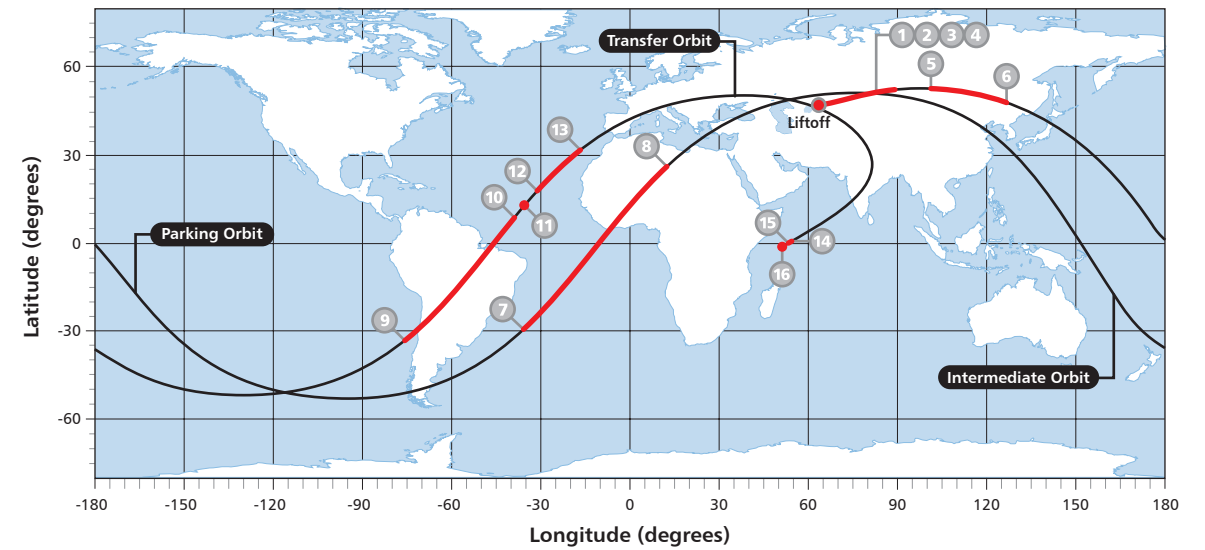 Transfer Orbit
1 2 3 4
5
6
60
Liftoff
13
8
30
12
10
11
15
14
16
Parking Orbit
0
7
9
-30
Intermediate Orbit
-60
Latitude (degrees)
-180 -150 -120 -90 -60 -30 0 30 60 90 120 150 180
Longitude (degrees)